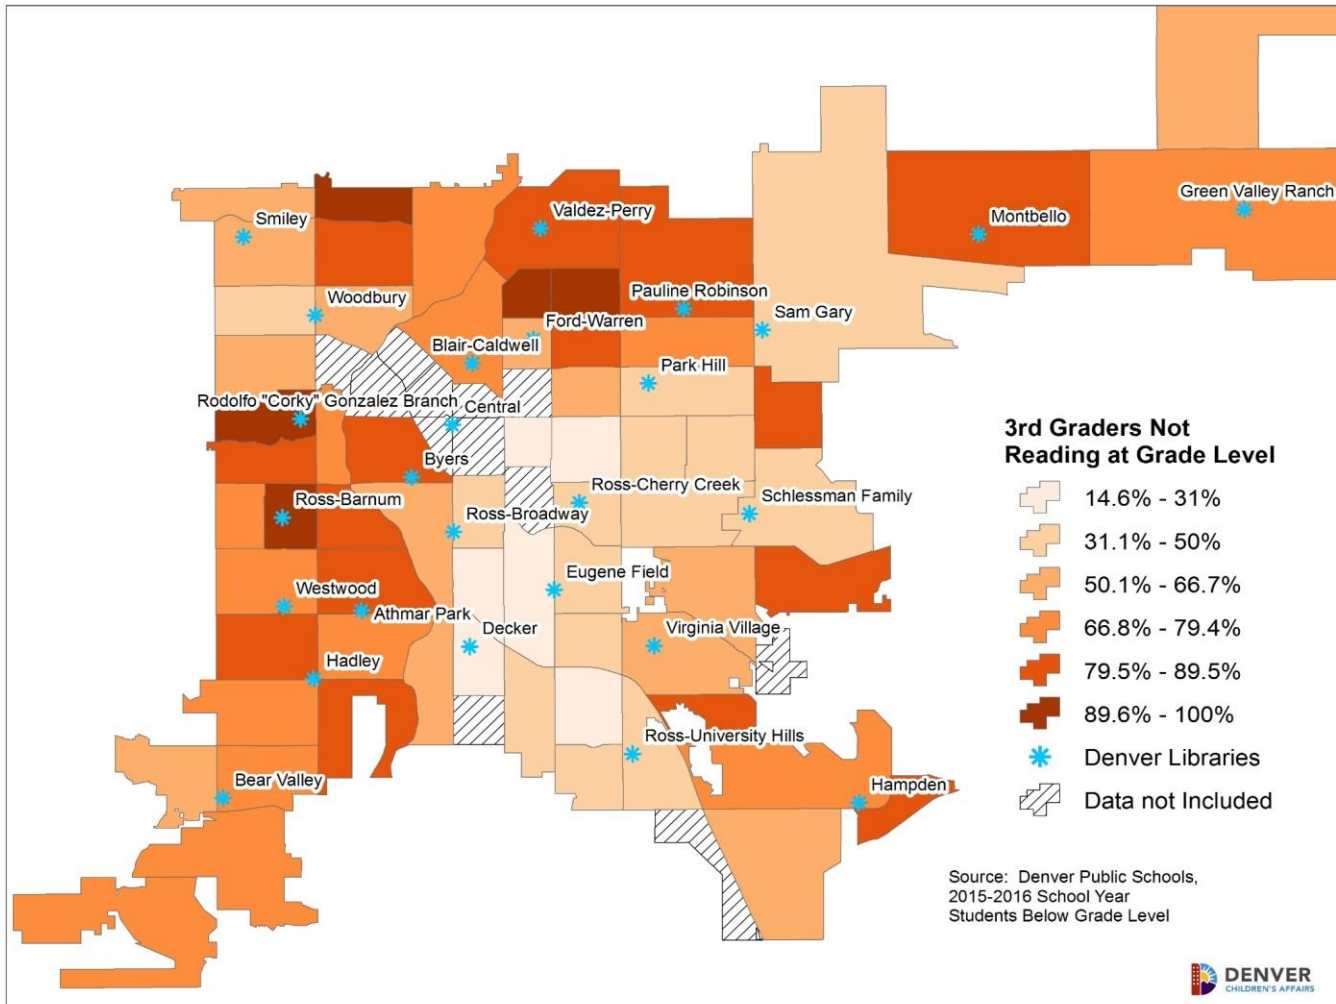 Green Valley Ranch
Valdez-Perry
Montbello
Smiley
Pauline Robinson
Woodbury
Sam Gary
Ford-Warren
Blair-Caldwell
Park Hill
Rodolfo "Corky" Gonzalez Branch
Central
3rd Graders Not
Reading at Grade Level
Byers
Ross-Cherry Creek
14.6% - 31%
Ross-Barnum
Schlessman Family
Ross-Broadway
31.1% - 50%
Eugene Field
50.1% - 66.7%
Westwood
Athmar Park
Decker
Virginia Village
66.8% - 79.4%
Hadley
79.5% - 89.5%
89.6% - 100%
Ross-University Hills
Denver Libraries
Bear Valley
Hampden
Data not Included
Source: Denver Public Schools,
2015-2016 School Year
Students Below Grade Level
DENVER
CHILDREN'S AFFAIRS